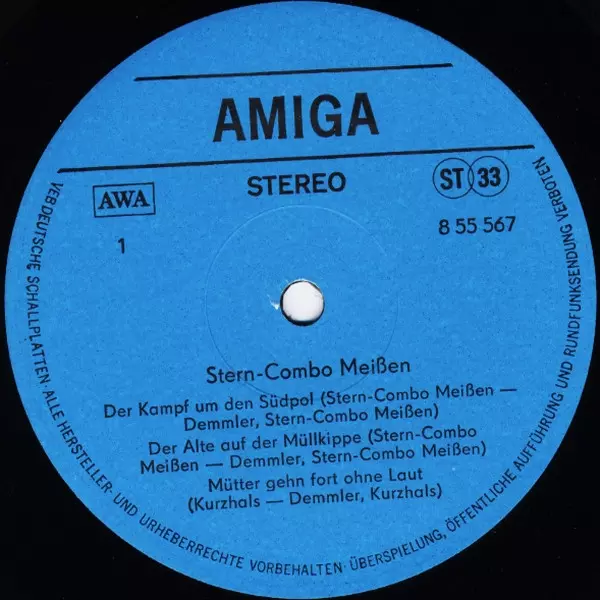 AMIGA
STEREO
AWA
ST 33
1
8 55 567
Stern-Combo Meißen
Der Kampf um den Südpol (Stern-Combo Meißen —
Demmler, Stern-Combo Meißen)
Der Alte auf der Müllkippe (Stern-Combo
Meißen — Demmler, Stern-Combo Meißen)
Mütter gehn fort ohne Laut
(Kurzhals — Demmler, Kurzhals)
VEB DEUTSCHE SCHALLPLATTEN · ALLE HERSTELLER- UND URHEBERRECHTE VORBEHALTEN · ÜBERSPIELUNG, ÖFFENTLICHE AUFFÜHRUNG UND RUNDFUNKSENDUNG VERBOTEN